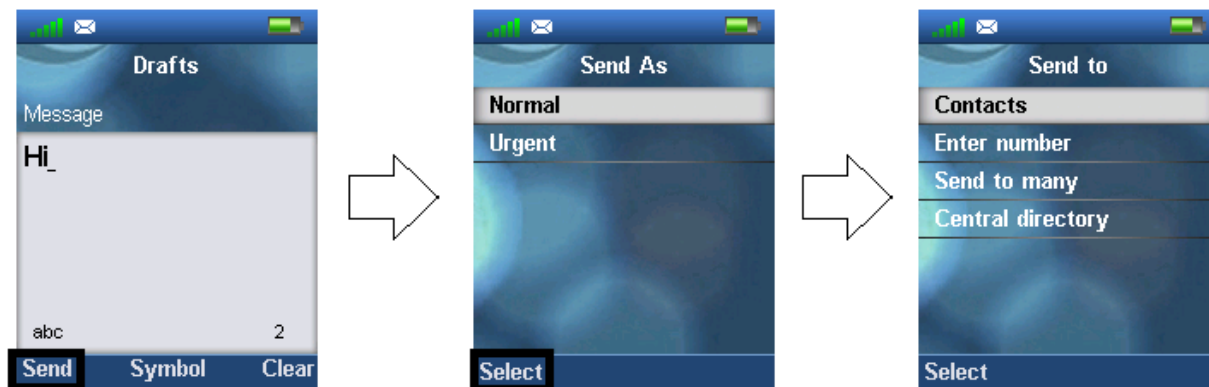 Drafts
Message
Hi_
abc 2
Send Symbol Clear
Send As
Normal
Urgent
Select
Send to
Contacts
Enter number
Send to many
Central directory
Select